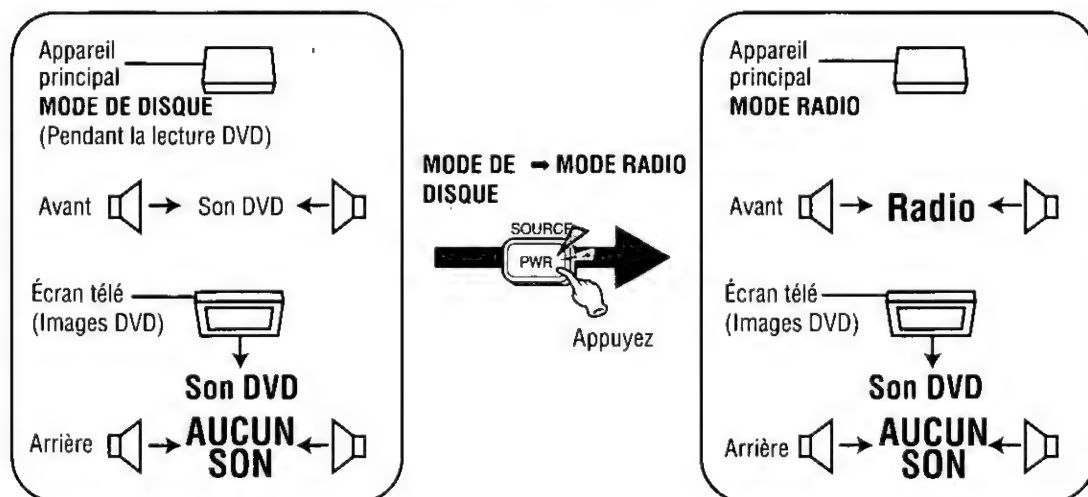 Appareil
principal
MODE DE DISQUE
(Pendant la lecture DVD)
Avant
Son DVD
Écran télé
(Images DVD)
Son DVD
Arrière
AUCUN
SON
MODE DE ➡ MODE RADIO
DISQUE
SOURCE
PWR
Appuyez
Appareil
principal
MODE RADIO
Avant
Radio
Écran télé
(Images DVD)
Son DVD
Arrière
AUCUN
SON